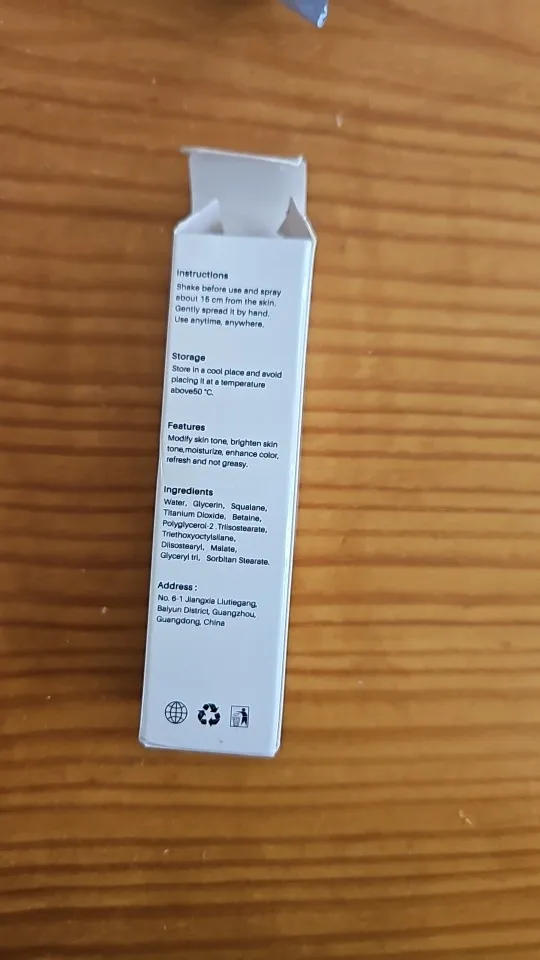 Instructions
Shake before use and spray
about 15 cm from the skin.
Gently spread it by hand.
Use anytime, anywhere.
Storage
Store in a cool place and avoid
placing it at a temperature
above50 °C.
Features
Modify skin tone, brighten skin
tone,moisturize, enhance color,
refresh and not greasy.
Ingredients
Water, Glycerin, Squalane,
Titanium Dioxide, Betaine,
Polyglycerol-2 .Triisostearate,
Triethoxyoctylsilane,
Diisostearyl, Malate,
Glyceryl tri, Sorbitan Stearate.
Address :
No. 6-1 Jiangxia Liutiegang,
Baiyun District, Guangzhou,
Guangdong, China